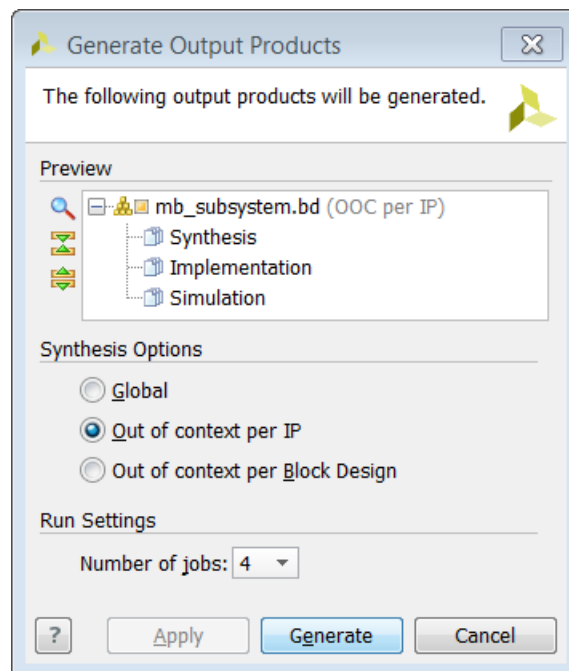 Generate Output Products
The following output products will be generated.
Preview
mb_subsystem.bd (OOC per IP)
Synthesis
Implementation
Simulation
Synthesis Options
Global
Out of context per IP
Out of context per Block Design
Run Settings
Number of jobs: 4
? Apply Generate Cancel